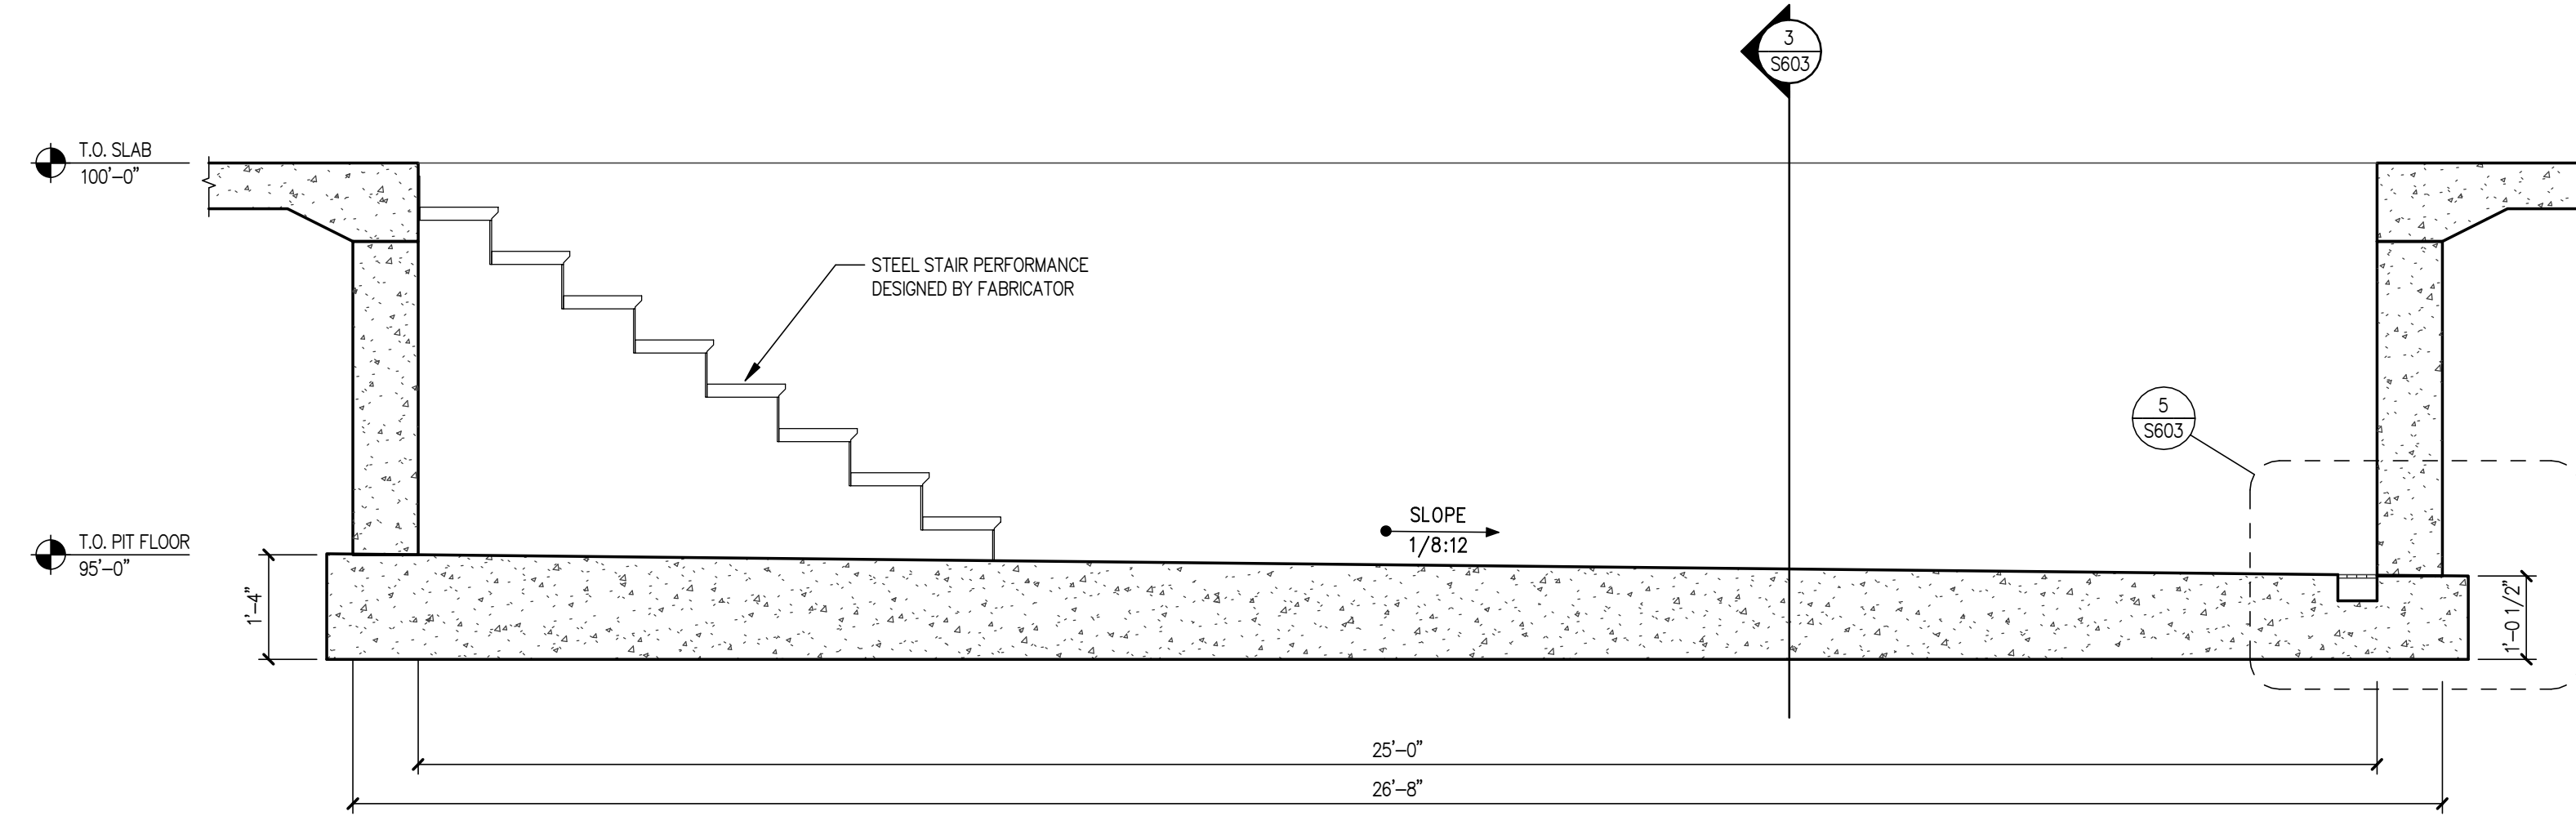 3
S603
T.O. SLAB
100'-0"
STEEL STAIR PERFORMANCE
DESIGNED BY FABRICATOR
5
S603
SLOPE
1/8:12
T.O. PIT FLOOR
95'-0"
1'-4"
1'-0 1/2"
25'-0"
26'-8"